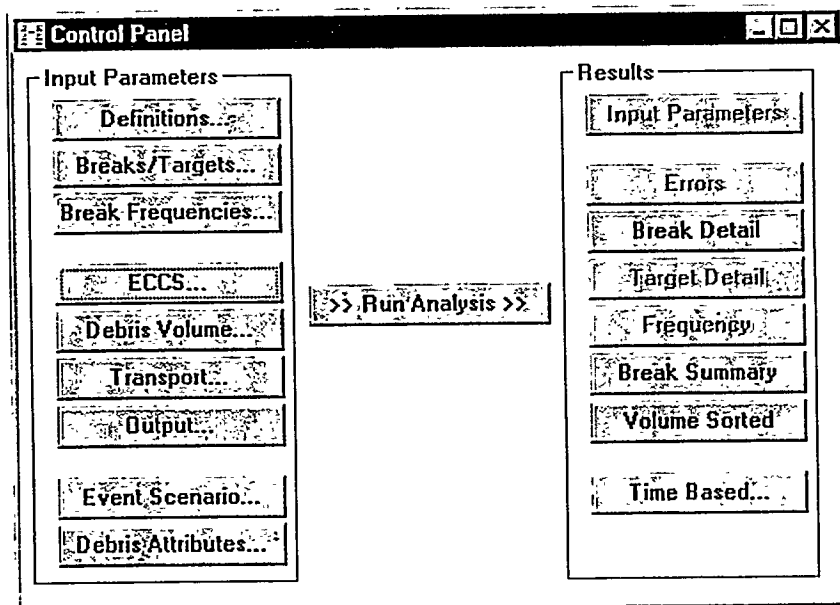 Control Panel
Input Parameters
Definitions...
Breaks/Targets...
Break Frequencies...
ECCS...
Debris Volume...
Transport...
Output...
Event Scenario...
Debris Attributes...
>> Run Analysis >>
Results
Input Parameters
Errors
Break Detail
Target Detail
Frequency
Break Summary
Volume Sorted
Time Based...